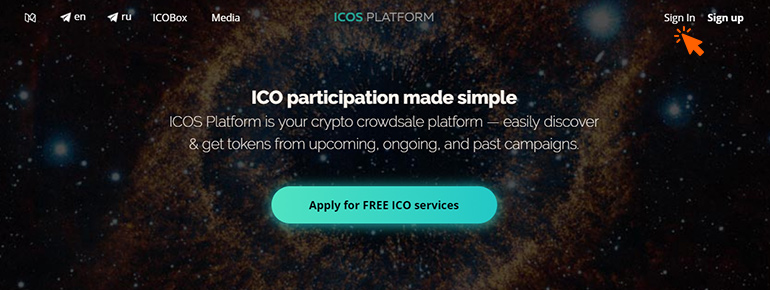 en ru ICOBox Media ICOS PLATFORM Sign In Sign up
ICO participation made simple
ICOS Platform is your crypto crowdsale platform — easily discover
& get tokens from upcoming, ongoing, and past campaigns.
Apply for FREE ICO services